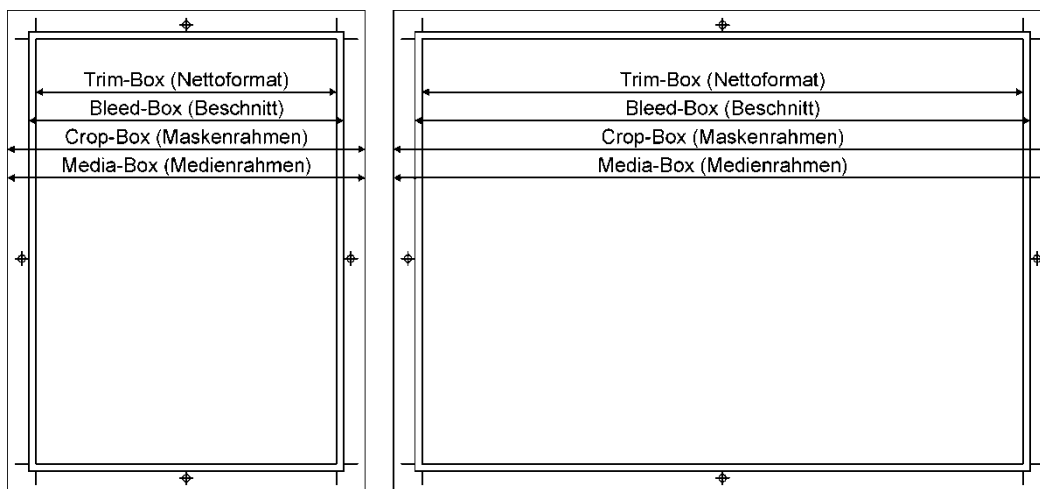 Trim-Box (Nettoformat)
Bleed-Box (Beschnitt)
Crop-Box (Maskenrahmen)
Media-Box (Medienrahmen)
Trim-Box (Nettoformat)
Bleed-Box (Beschnitt)
Crop-Box (Maskenrahmen)
Media-Box (Medienrahmen)